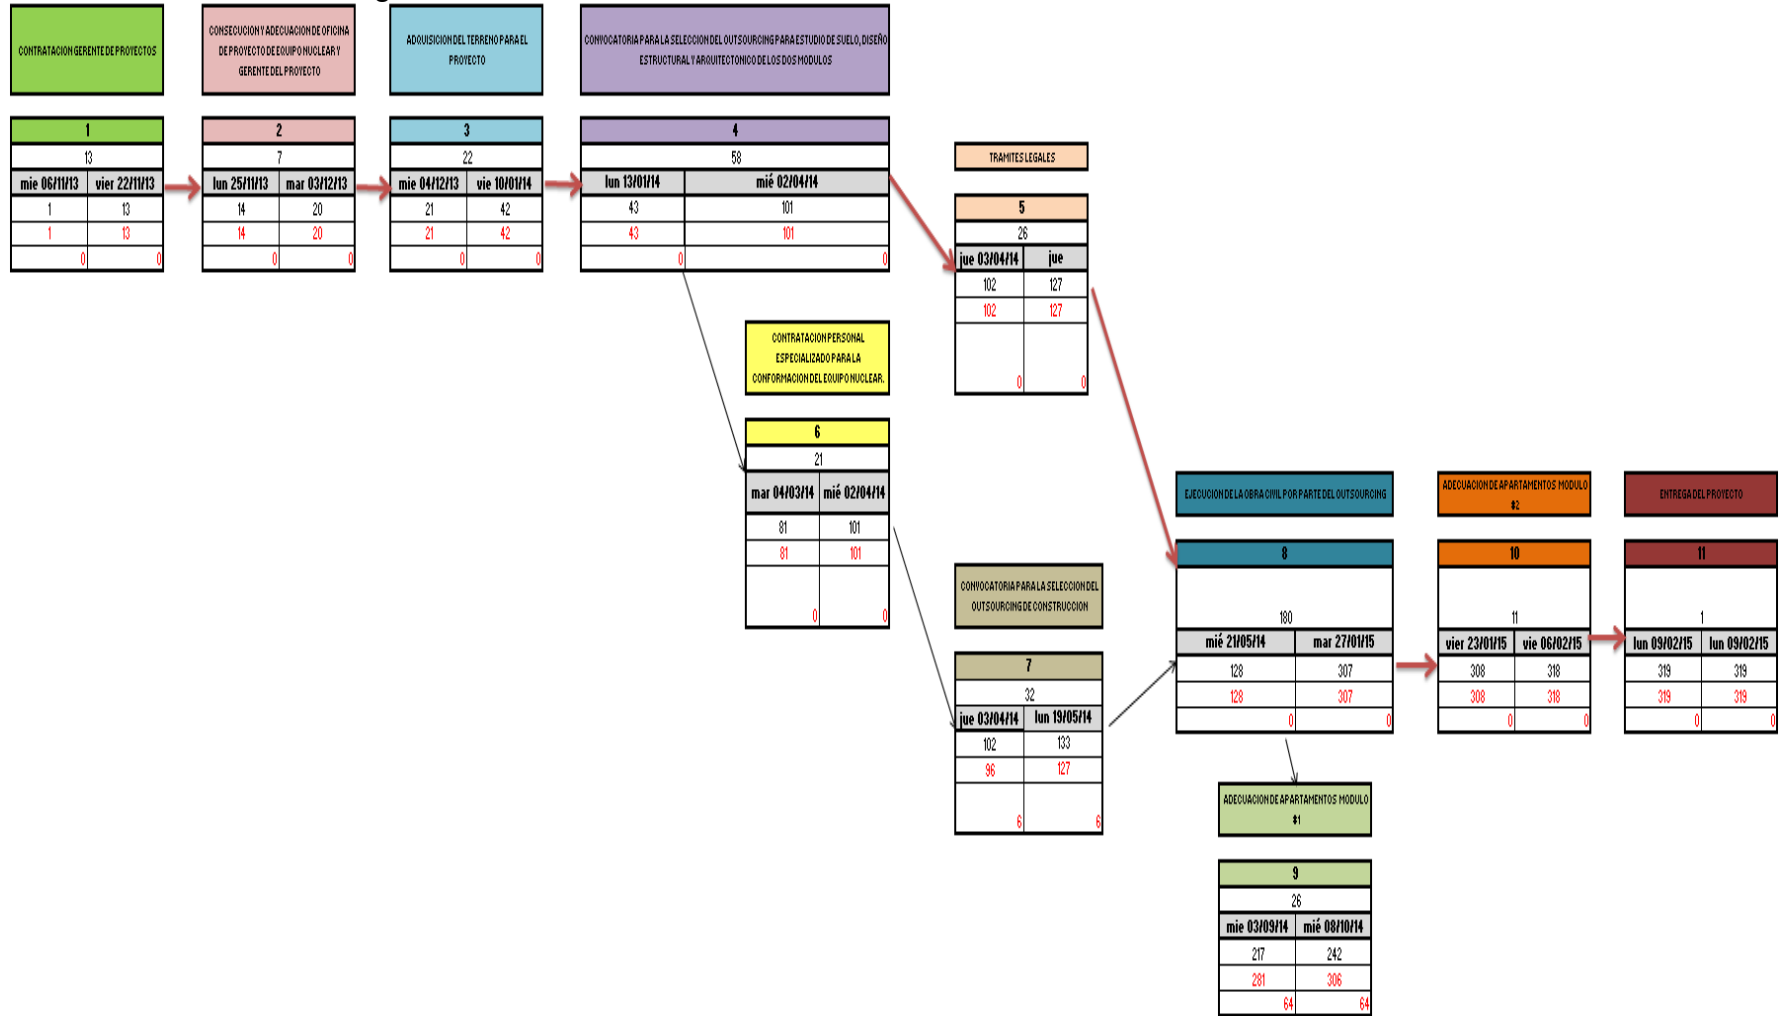 CONTRATACION GERENTE DE PROYECTOS
1
13
mie 06/11/13 vier 22/11/13
1 13
1 13
0 0
CONSECUCION Y ADECUACION DE OFICINA
DE PROYECTO DE EQUIPO NUCLEAR Y
GERENTE DEL PROYECTO
2
7
lun 25/11/13 mar 03/12/13
14 20
14 20
0 0
ADQUISICION DEL TERRENO PARA EL
PROYECTO
3
22
mie 04/12/13 vie 10/01/14
21 42
21 42
0 0
CONVOCATORIA PARA LA SELECCION DEL OUTSOURCING PARA ESTUDIO DE SUELO, DISEÑO
ESTRUCTURAL Y ARQUITECTONICO DE LOS DOS MODULOS
4
58
lun 13/01/14 mié 02/04/14
43 101
43 101
0 0
TRAMITES LEGALES
5
26
jue 03/04/14 jue
102 127
102 127
0 0
CONTRATACION PERSONAL
ESPECIALIZADO PARA LA
CONFORMACION DEL EQUIPO NUCLEAR.
6
21
mar 04/03/14 mié 02/04/14
81 101
81 101
0 0
CONVOCATORIA PARA LA SELECCION DEL
OUTSOURCING DE CONSTRUCCION
7
32
jue 03/04/14 lun 19/05/14
102 133
96 127
6 6
EJECUCION DE LA OBRA CIVIL POR PARTE DEL OUTSOURCING
8
180
mié 21/05/14 mar 27/01/15
128 307
128 307
0 0
ADECUACION DE APARTAMENTOS MODULO
#1
9
26
mie 03/09/14 mié 08/10/14
217 242
281 306
64 64
ADECUACION DE APARTAMENTOS MODULO
#2
10
11
vier 23/01/15 vie 06/02/15
308 318
308 318
0 0
ENTREGA DEL PROYECTO
11
1
lun 09/02/15 lun 09/02/15
319 319
319 319
0 0